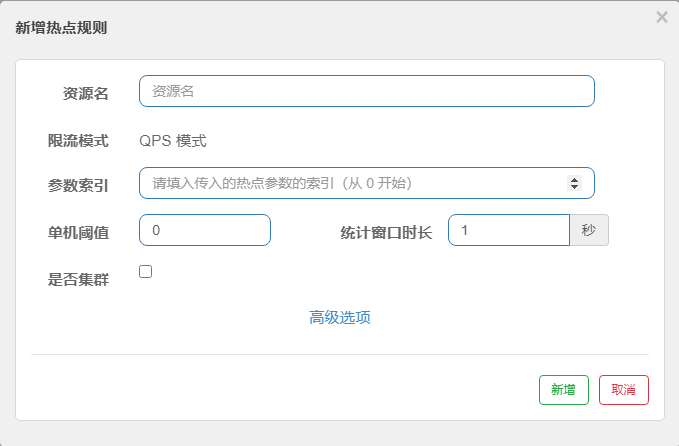 新增热点规则
×
资源名 资源名
限流模式 QPS 模式
参数索引 请填入传入的热点参数的索引（从 0 开始）
单机阈值 0 统计窗口时长 1 秒
是否集群
高级选项
新增 取消